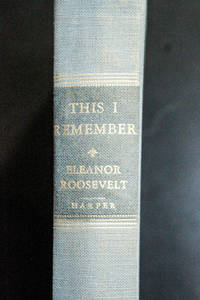 THIS I
REMEMBER
ELEANOR
ROOSEVELT
HARPER